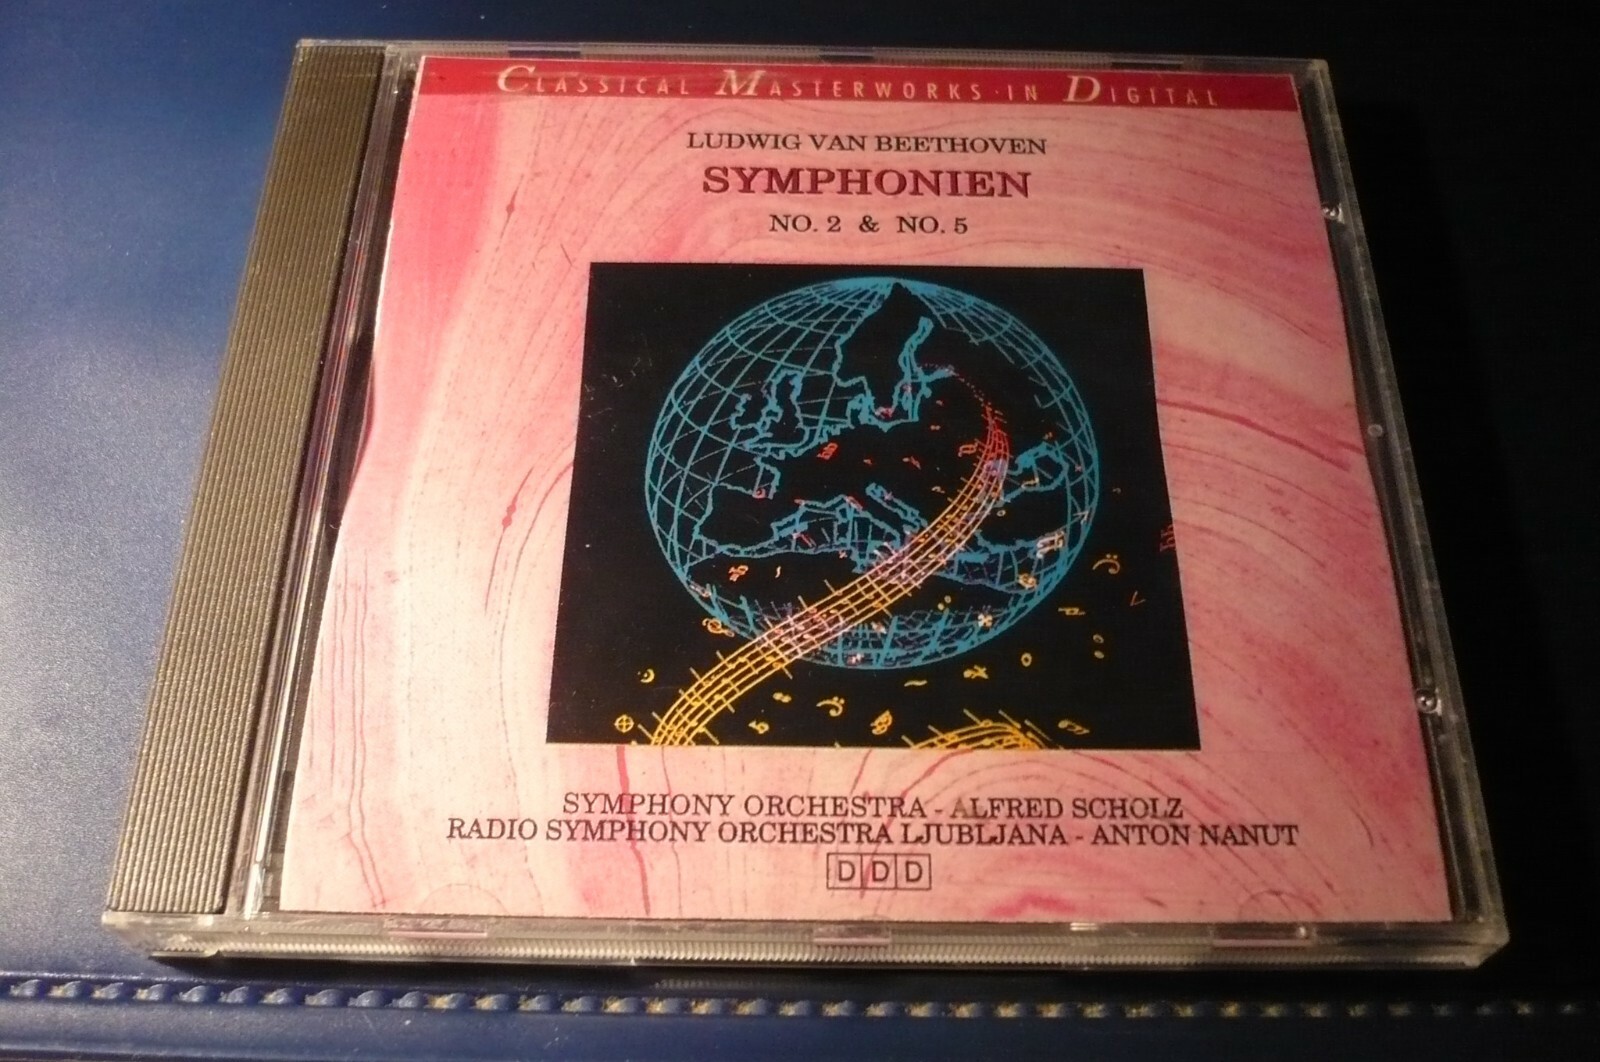 CLASSICAL MASTERWORKS · IN DIGITAL
LUDWIG VAN BEETHOVEN
SYMPHONIEN
NO. 2 & NO. 5
SYMPHONY ORCHESTRA - ALFRED SCHOLZ
RADIO SYMPHONY ORCHESTRA LJUBLJANA - ANTON NANUT
DDD